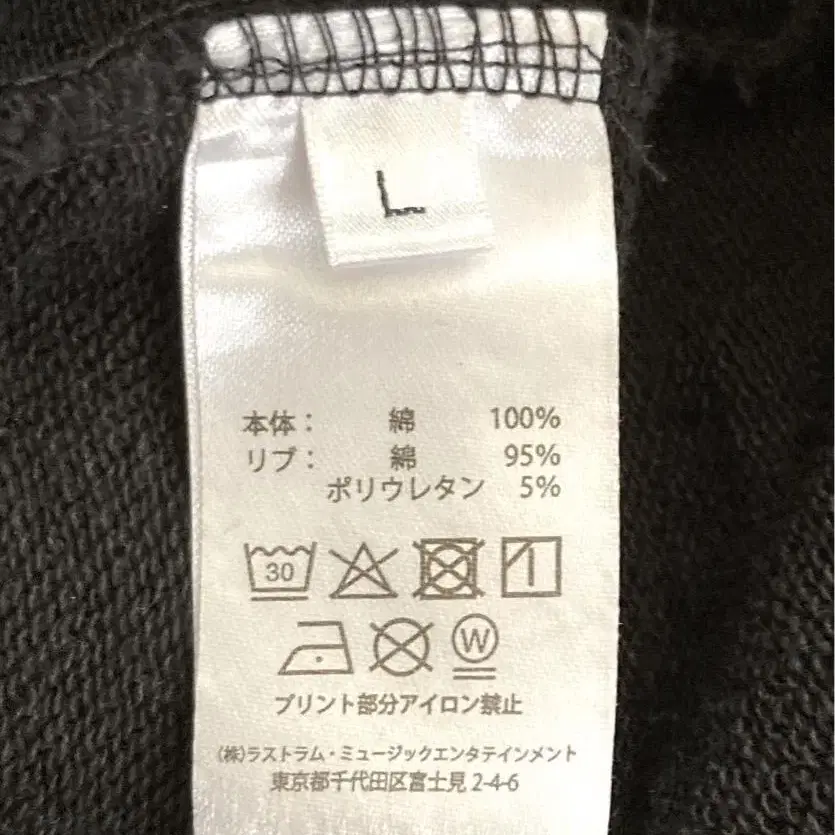 L
本体： 綿 100%
リブ： 綿 95%
ポリウレタン 5%
30
W
プリント部分アイロン禁止
(株)ラストラム・ミュージックエンタテインメント
東京都千代田区富士見 2-4-6